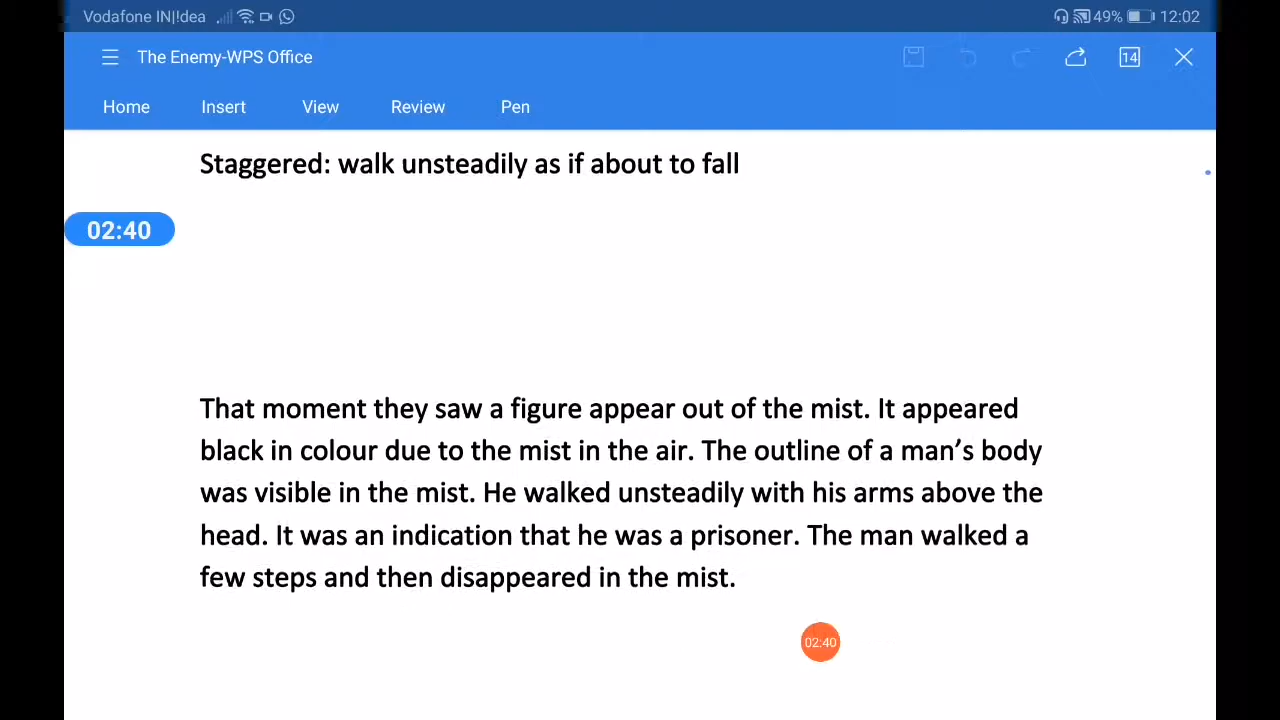 Vodafone IN|!dea 49% 12:02
The Enemy-WPS Office 14
Home Insert View Review Pen
Staggered: walk unsteadily as if about to fall
02:40
That moment they saw a figure appear out of the mist. It appeared
black in colour due to the mist in the air. The outline of a man’s body
was visible in the mist. He walked unsteadily with his arms above the
head. It was an indication that he was a prisoner. The man walked a
few steps and then disappeared in the mist.
02:40